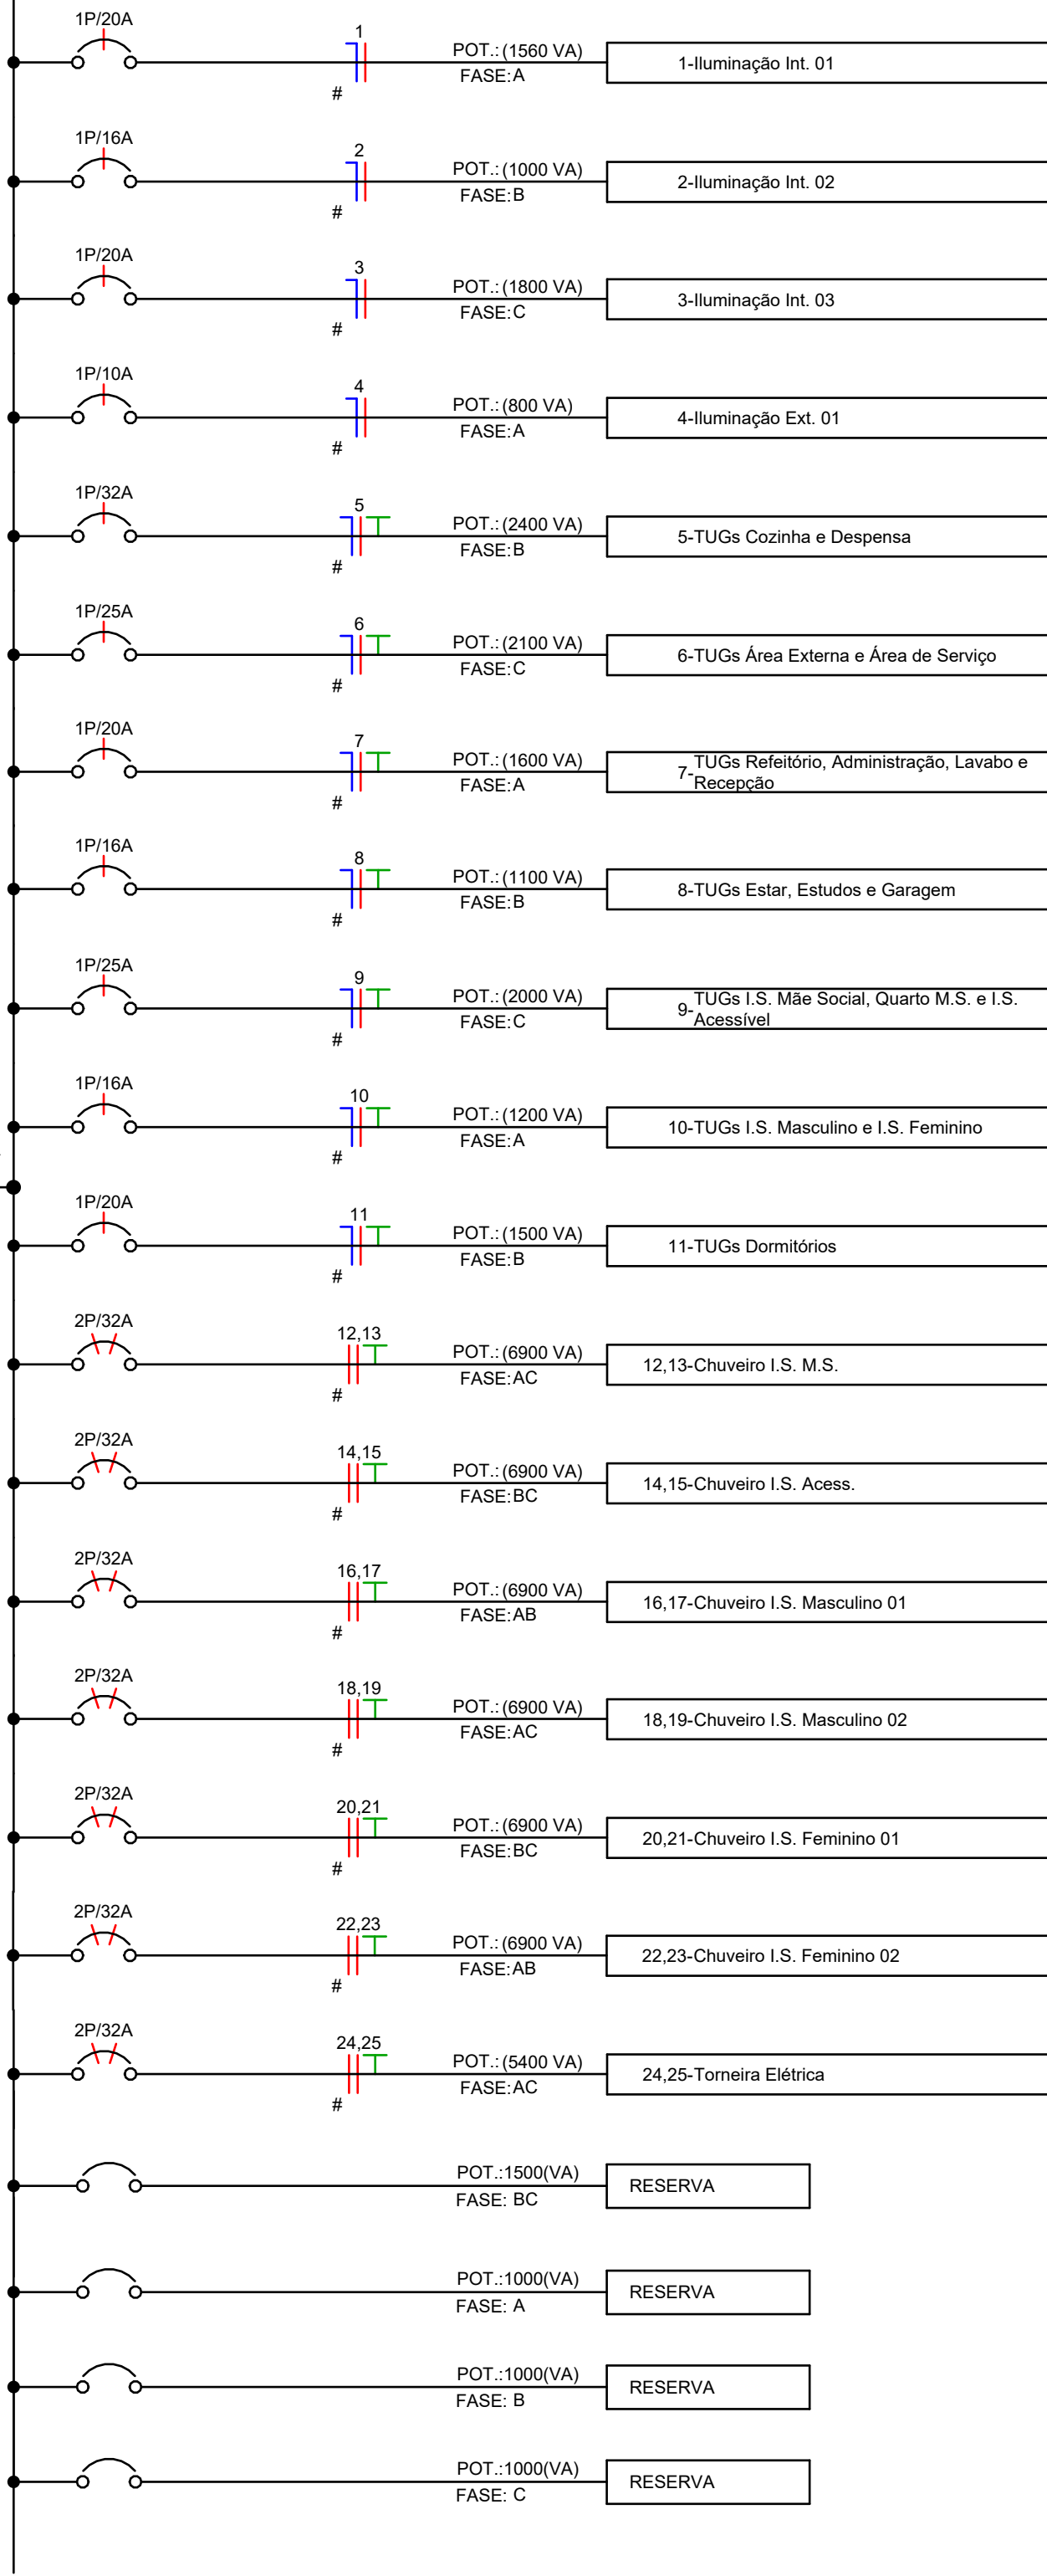 1P/20A
1
#
POT.: (1560 VA)
FASE: A
1-Iluminação Int. 01
1P/16A
2
#
POT.: (1000 VA)
FASE: B
2-Iluminação Int. 02
1P/20A
3
#
POT.: (1800 VA)
FASE: C
3-Iluminação Int. 03
1P/10A
4
#
POT.: (800 VA)
FASE: A
4-Iluminação Ext. 01
1P/32A
5
#
POT.: (2400 VA)
FASE: B
5-TUGs Cozinha e Despensa
1P/25A
6
#
POT.: (2100 VA)
FASE: C
6-TUGs Área Externa e Área de Serviço
1P/20A
7
#
POT.: (1600 VA)
FASE: A
7-TUGs Refeitório, Administração, Lavabo e
Recepção
1P/16A
8
#
POT.: (1100 VA)
FASE: B
8-TUGs Estar, Estudos e Garagem
1P/25A
9
#
POT.: (2000 VA)
FASE: C
9-TUGs I.S. Mãe Social, Quarto M.S. e I.S.
Acessível
1P/16A
10
#
POT.: (1200 VA)
FASE: A
10-TUGs I.S. Masculino e I.S. Feminino
1P/20A
11
#
POT.: (1500 VA)
FASE: B
11-TUGs Dormitórios
2P/32A
12,13
#
POT.: (6900 VA)
FASE: AC
12,13-Chuveiro I.S. M.S.
2P/32A
14,15
#
POT.: (6900 VA)
FASE: BC
14,15-Chuveiro I.S. Acess.
2P/32A
16,17
#
POT.: (6900 VA)
FASE: AB
16,17-Chuveiro I.S. Masculino 01
2P/32A
18,19
#
POT.: (6900 VA)
FASE: AC
18,19-Chuveiro I.S. Masculino 02
2P/32A
20,21
#
POT.: (6900 VA)
FASE: BC
20,21-Chuveiro I.S. Feminino 01
2P/32A
22,23
#
POT.: (6900 VA)
FASE: AB
22,23-Chuveiro I.S. Feminino 02
2P/32A
24,25
#
POT.: (5400 VA)
FASE: AC
24,25-Torneira Elétrica
POT.:1500(VA)
FASE: BC
RESERVA
POT.:1000(VA)
FASE: A
RESERVA
POT.:1000(VA)
FASE: B
RESERVA
POT.:1000(VA)
FASE: C
RESERVA